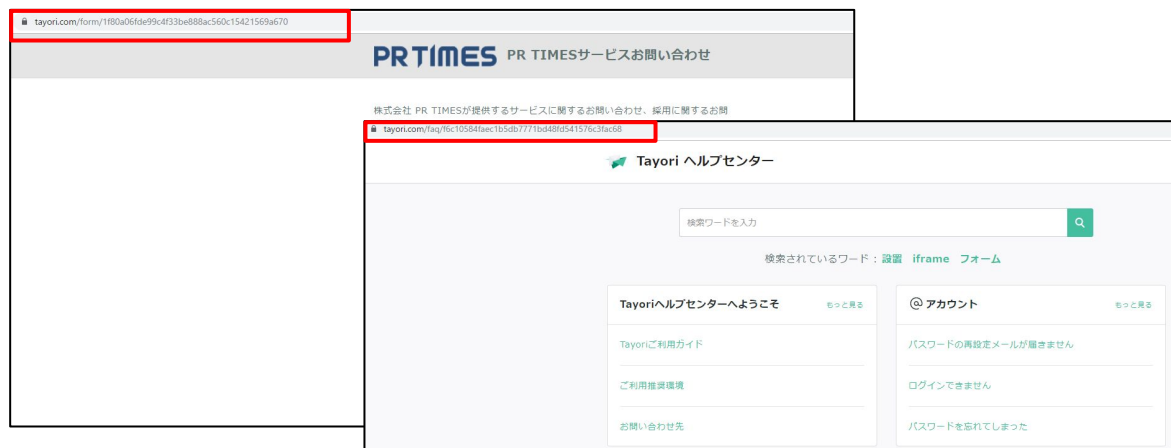 tayori.com/form/1f80a06fde99c4f33be888ac560c15421569a670
PR TIMES PR TIMESサービスお問い合わせ
株式会社 PR TIMESが提供するサービスに関するお問い合わせ、採用に関するお問
tayori.com/faq/f6c10584faec1b5db7771bd48fd541576c3fac68
Tayori ヘルプセンター
検索ワードを入力
検索されているワード : 設置 iframe フォーム
Tayoriヘルプセンターへようこそ もっと見る
Tayoriご利用ガイド
ご利用推奨環境
お問い合わせ先
@ アカウント もっと見る
パスワードの再設定メールが届きません
ログインできません
パスワードを忘れてしまった